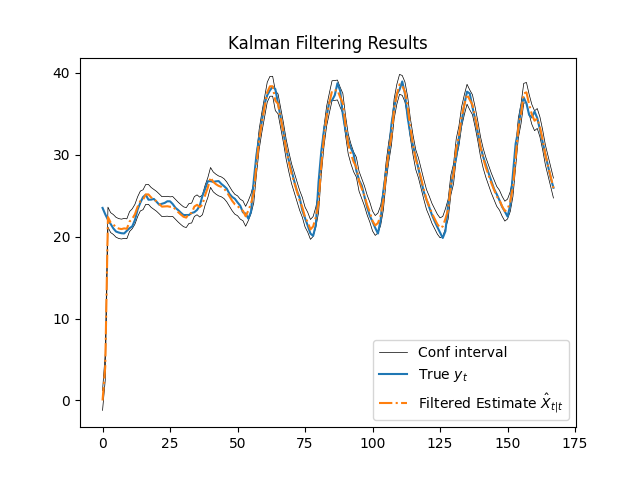 Kalman Filtering Results
40
30
20
10
0
0 25 50 75 100 125 150 175
Conf interval
True $y_t$
Filtered Estimate $\hat{X}_{t|t}$